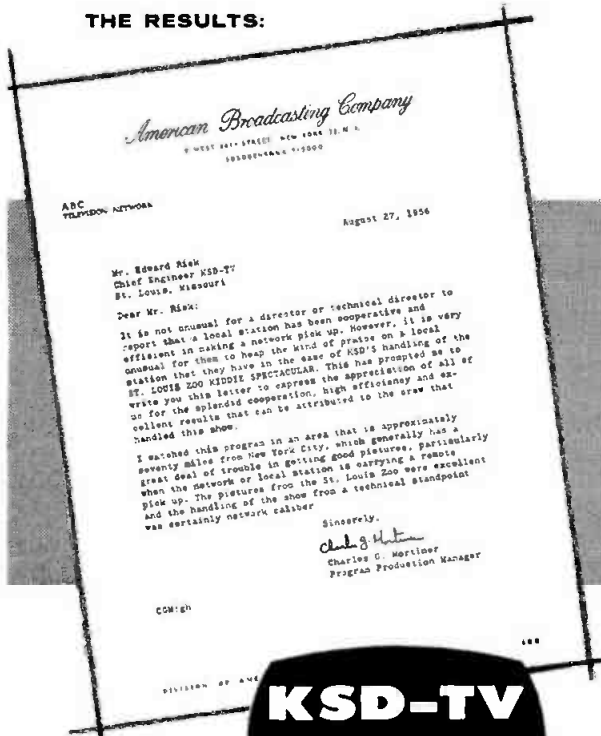 THE RESULTS:
American Broadcasting Company
WEST STREET NEW YORK
ABC
TELEVISION NETWORK
August 27, 1956
Mr. Edward Risk
Chief Engineer KSD-TV
St. Louis, Missouri
Dear Mr. Risk:
It is not unusual for a director or technical director to
report that a local station has been cooperative and
efficient in making a network pick up. However, it is very
unusual for them to heap the kind of praise on a local
station that they have in the case of KSD'S handling of the
ST. LOUIS ZOO KIDDIE SPECTACULAR. This has prompted me to
write you this letter to express the appreciation of all of
us for the splendid cooperation, high efficiency and ex-
cellent results that can be attributed to the crew that
handled this show.
I watched this program in an area that is approximately
seventy miles from New York City, which generally has a
great deal of trouble in getting good pictures, particularly
when the network or local station is carrying a remote
pick up. The pictures from the St. Louis Zoo were excellent
and the handling of the show from a technical standpoint
was certainly network caliber
Sincerely,
Charles G. Mortimer
Charles G. Mortimer
Program Production Manager
CGM:gh
DIVISION OF AME
KSD-TV